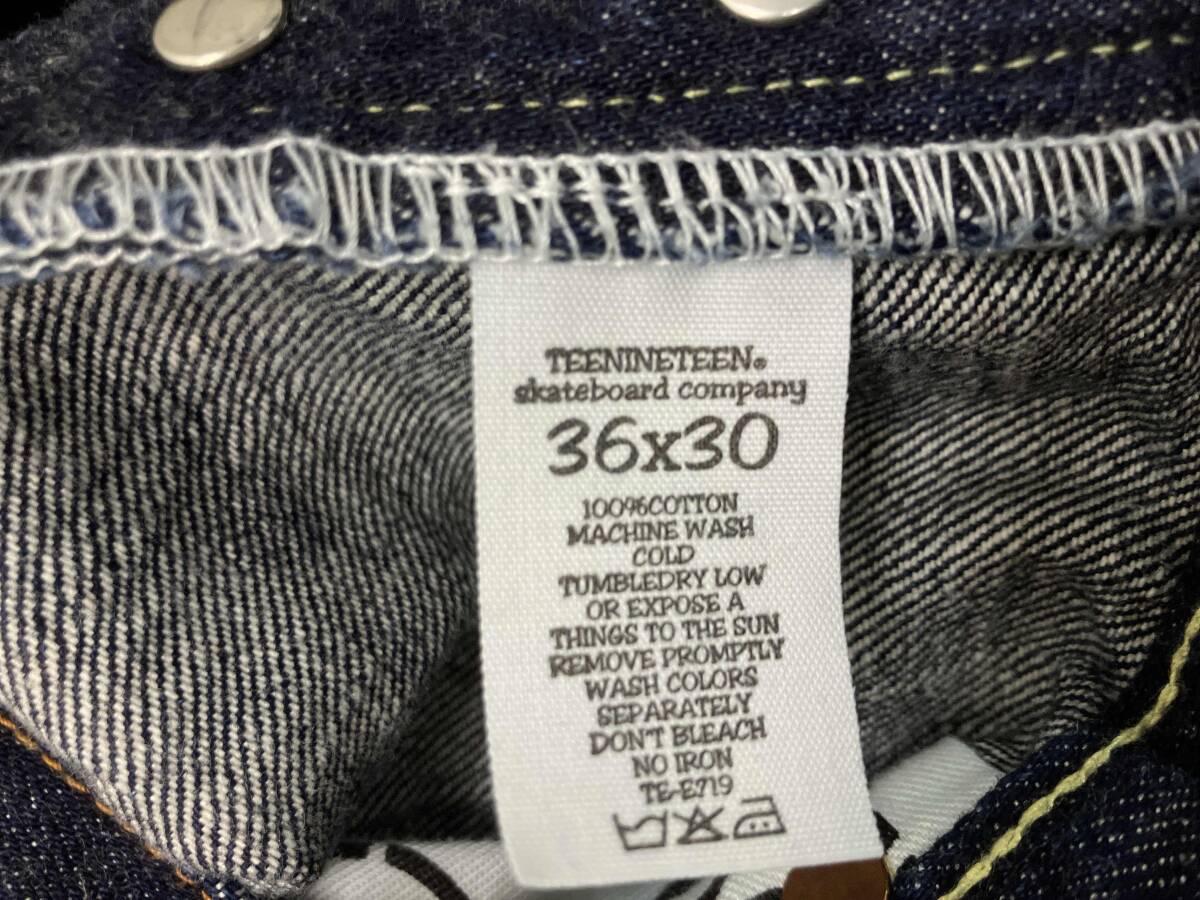 TEENINETEEN®
skateboard company
36x30
100%COTTON
MACHINE WASH
COLD
TUMBLEDRY LOW
OR EXPOSE A
THINGS TO THE SUN
REMOVE PROMPTLY
WASH COLORS
SEPARATELY
DON'T BLEACH
NO IRON
TE-E719